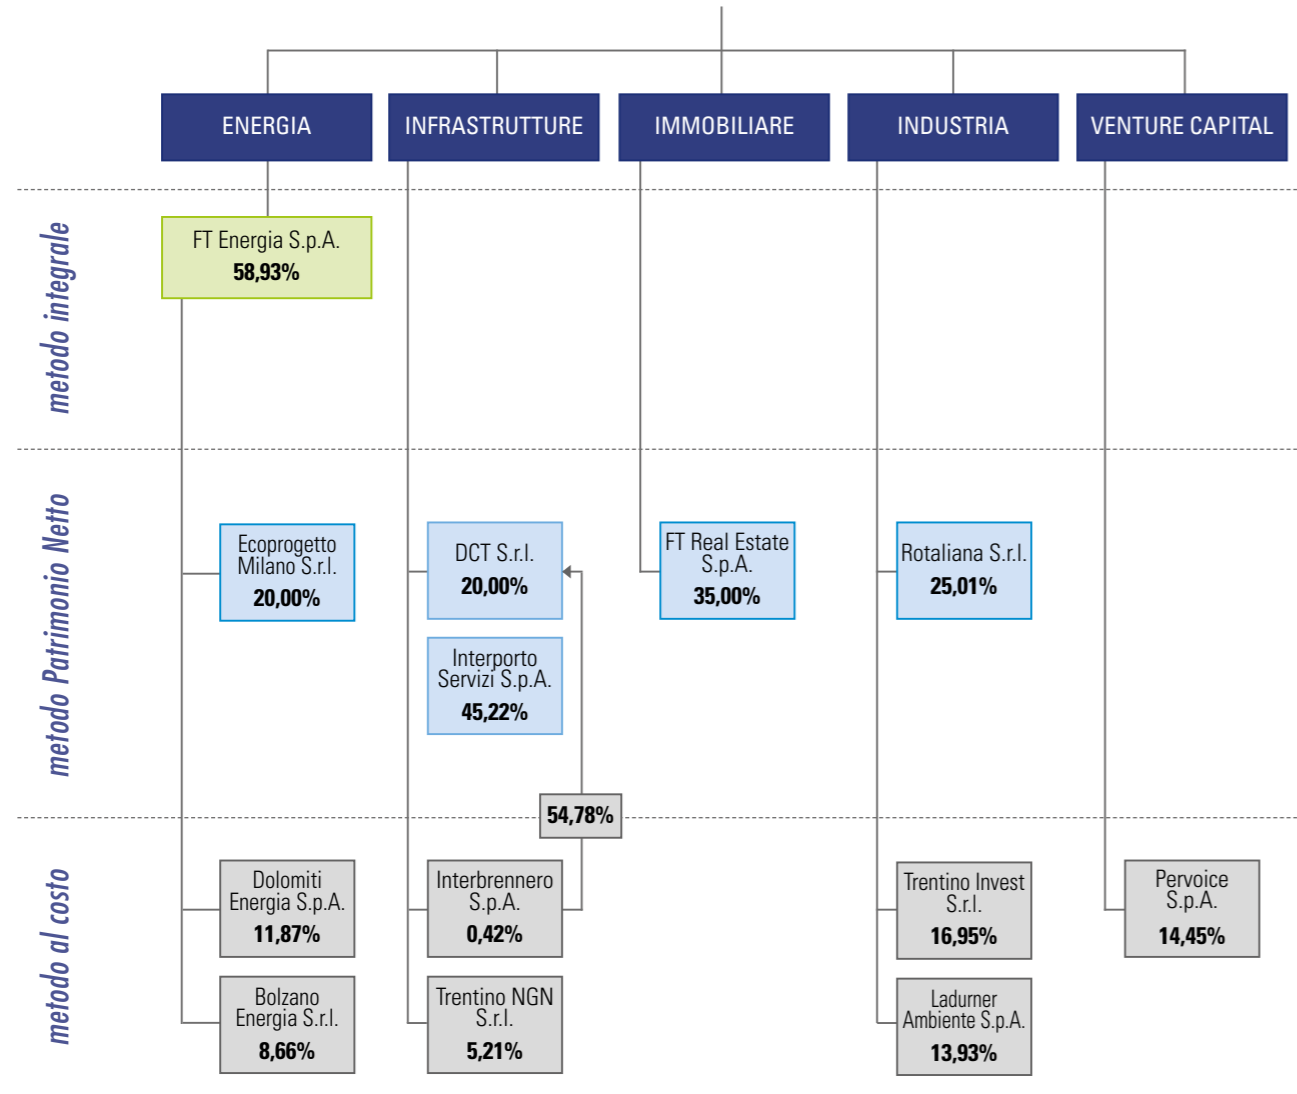 ENERGIA
INFRASTRUTTURE
IMMOBILIARE
INDUSTRIA
VENTURE CAPITAL
metodo integrale
FT Energia S.p.A.
58,93%
metodo Patrimonio Netto
Ecoprogetto
Milano S.r.l.
20,00%
DCT S.r.l.
20,00%
Interporto
Servizi S.p.A.
45,22%
FT Real Estate
S.p.A.
35,00%
Rotaliana S.r.l.
25,01%
54,78%
metodo al costo
Dolomiti
Energia S.p.A.
11,87%
Bolzano
Energia S.r.l.
8,66%
Interbrennero
S.p.A.
0,42%
Trentino NGN
S.r.l.
5,21%
Trentino Invest
S.r.l.
16,95%
Ladurner
Ambiente S.p.A.
13,93%
Pervoice
S.p.A.
14,45%